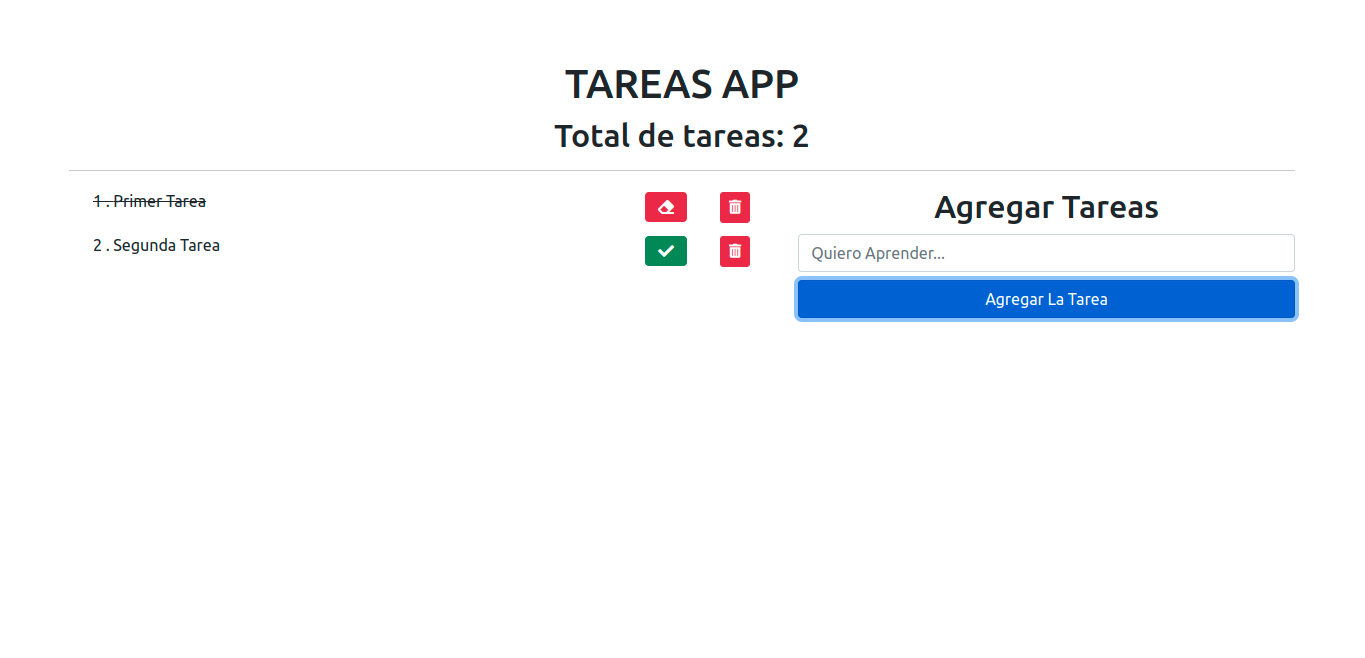 TAREAS APP
Total de tareas: 2
1 . Primer Tarea
2 . Segunda Tarea
Agregar Tareas
Quiero Aprender...
Agregar La Tarea